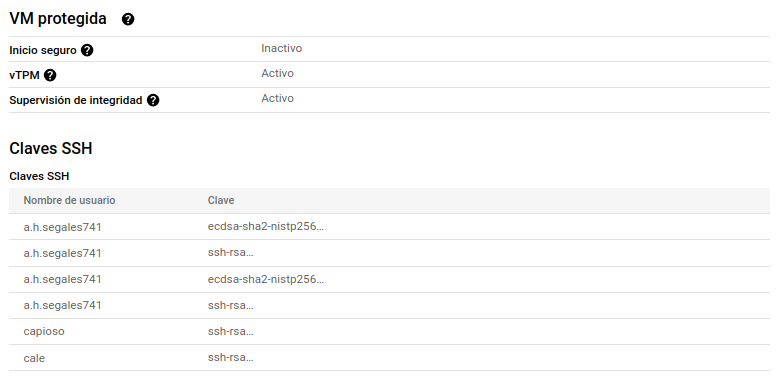 VM protegida
Inicio seguro Inactivo
vTPM Activo
Supervisión de integridad Activo
Claves SSH
Claves SSH
Nombre de usuario Clave
a.h.segales741 ecdsa-sha2-nistp256…
a.h.segales741 ssh-rsa…
a.h.segales741 ecdsa-sha2-nistp256…
a.h.segales741 ssh-rsa…
capioso ssh-rsa…
cale ssh-rsa…